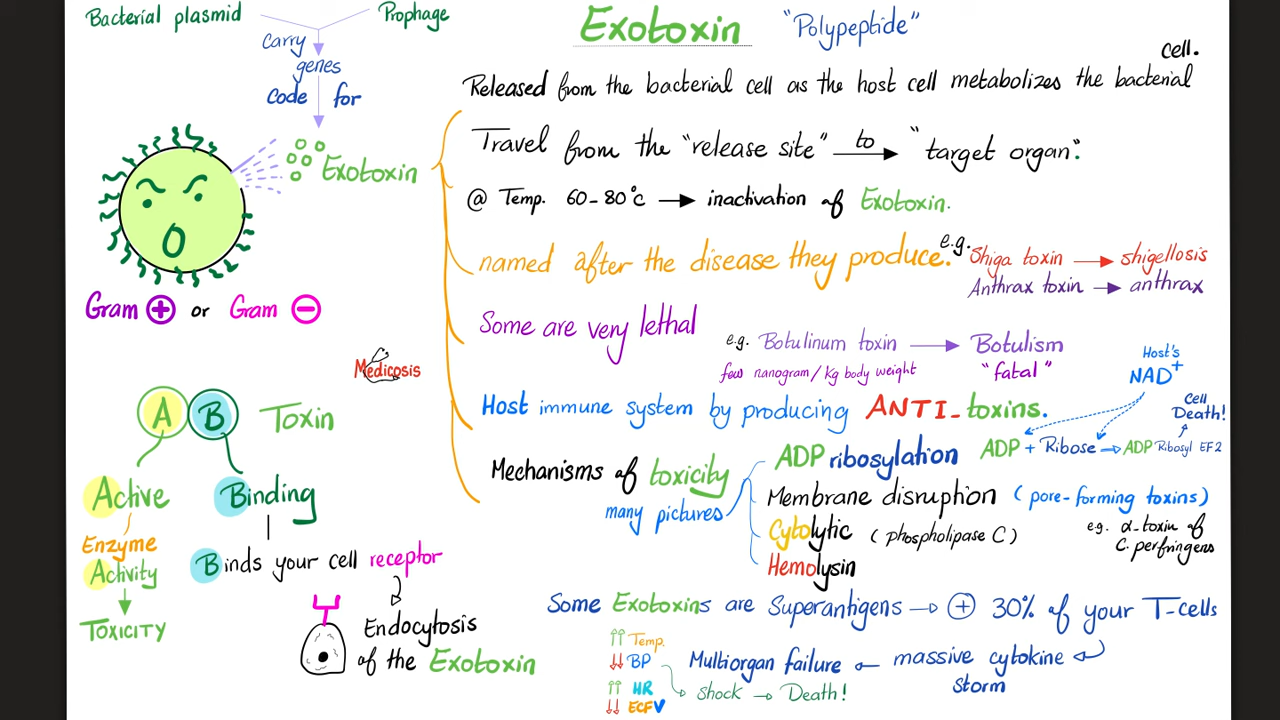 Bacterial plasmid
Prophage
carry
genes
code for
Exotoxin
Gram + or Gram −
Medicosis
A B Toxin
Active
Enzyme
Activity
TOXICITY
Binding
Binds your cell receptor
Endocytosis
of the Exotoxin
Exotoxin "Polypeptide"
Released from the bacterial cell as the host cell metabolizes the bacterial cell.
Travel from the "release site" to "target organ".
@ Temp. 60-80°c → inactivation of Exotoxin.
named after the disease they produce. e.g. Shiga toxin → shigellosis
Anthrax toxin → anthrax
Some are very lethal
e.g. Botulinum toxin → Botulism
few nanogram/kg body weight "fatal"
Host immune system by producing ANTI-toxins.
Host's
NAD+
Cell
Death!
Mechanisms of toxicity
many pictures
ADP ribosylation ADP + Ribose → ADP Ribosyl EF2
Membrane disruption (pore-forming toxins)
Cytolytic (phospholipase C) e.g. α-toxin of
C. perfringens
Hemolysin
Some Exotoxins are Superantigens → + 30% of your T-cells
massive cytokine
storm
Multiorgan failure
↑↑ Temp.
↓↓ BP
↑↑ HR
↓↓ ECFV
shock → Death!